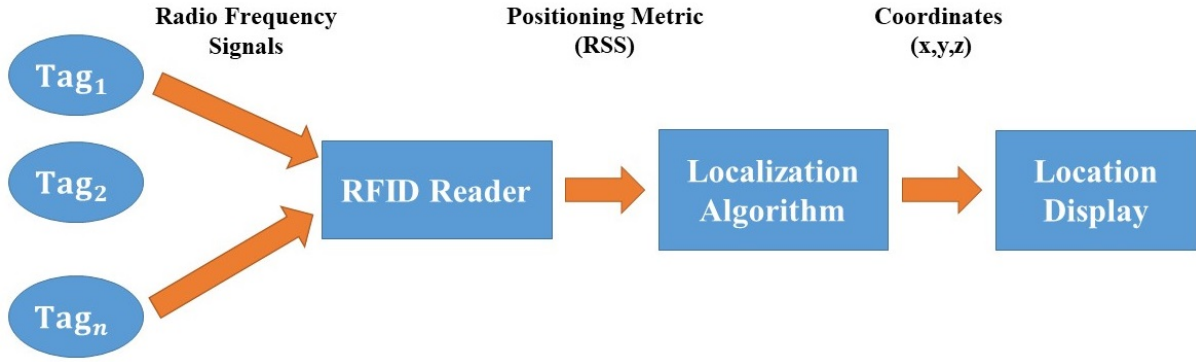 Radio Frequency
Signals
Positioning Metric
(RSS)
Coordinates
(x,y,z)
Tag₁
Tag₂
Tagₙ
RFID Reader
Localization
Algorithm
Location
Display